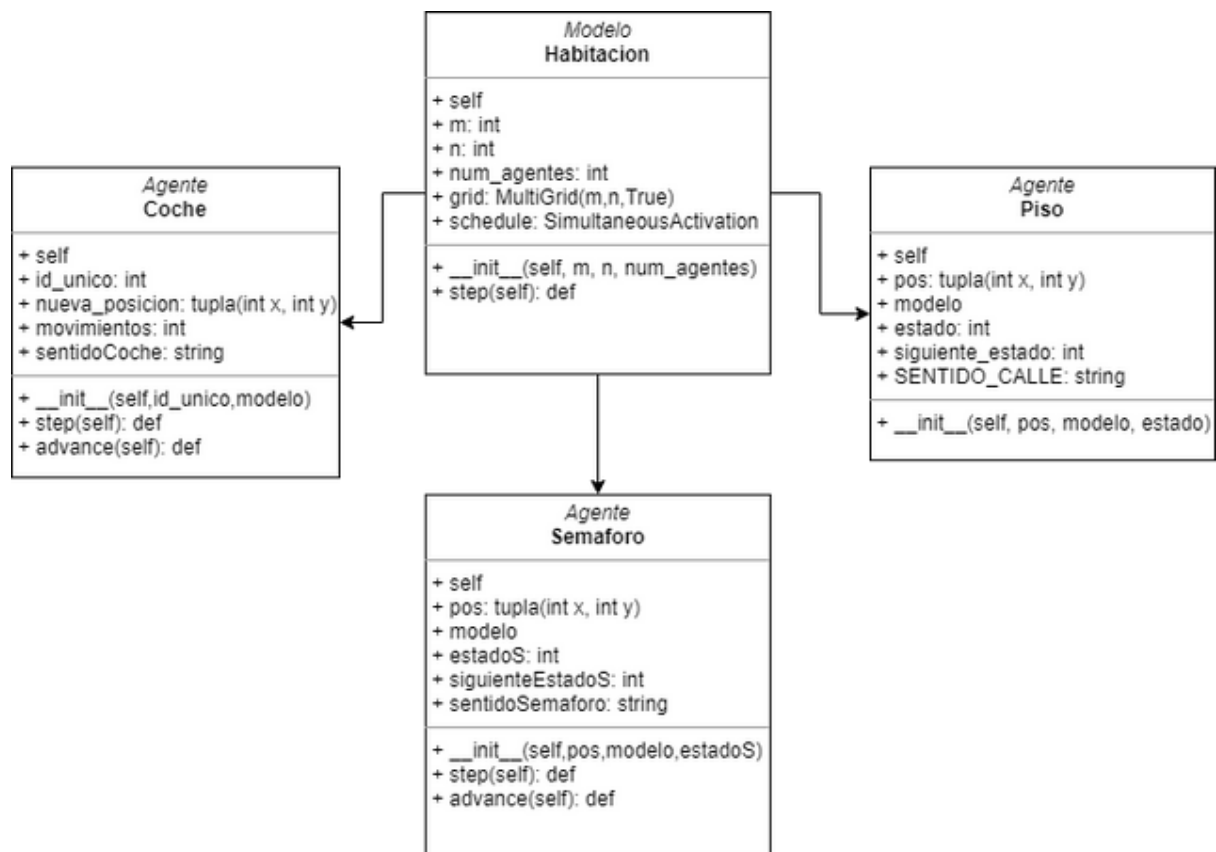 Modelo
Habitacion
+ self
+ m: int
+ n: int
+ num_agentes: int
+ grid: MultiGrid(m,n,True)
+ schedule: SimultaneousActivation
+ __init__(self, m, n, num_agentes)
+ step(self): def
Agente
Coche
+ self
+ id_unico: int
+ nueva_posicion: tupla(int x, int y)
+ movimientos: int
+ sentidoCoche: string
+ __init__(self,id_unico,modelo)
+ step(self): def
+ advance(self): def
Agente
Piso
+ self
+ pos: tupla(int x, int y)
+ modelo
+ estado: int
+ siguiente_estado: int
+ SENTIDO_CALLE: string
+ __init__(self, pos, modelo, estado)
Agente
Semaforo
+ self
+ pos: tupla(int x, int y)
+ modelo
+ estadoS: int
+ siguienteEstadoS: int
+ sentidoSemaforo: string
+ __init__(self,pos,modelo,estadoS)
+ step(self): def
+ advance(self): def